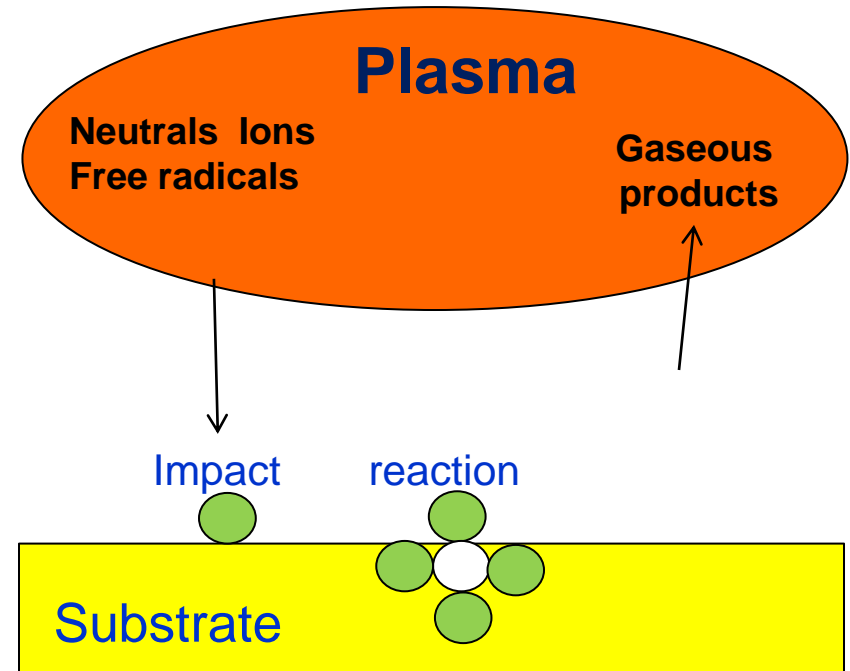 Plasma
Neutrals Ions
Free radicals
Gaseous
products
Impact reaction
Substrate